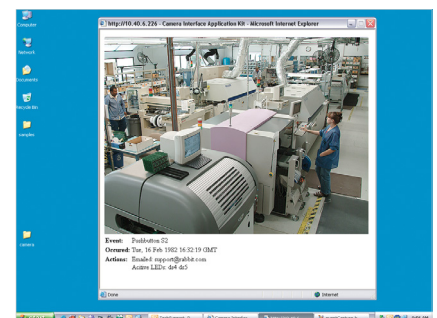 http://10.40.6.226 - Camera Interface Application Kit - Microsoft Internet Explorer
Computer
Network
Documents
Recycle Bin
samples
camera
Event: Pushbutton S2
Occured: Tue, 16 Feb 1982 16:32:19 GMT
Actions: Emailed: support@rabbit.com
Active LEDs: ds4 ds5
Done
Internet